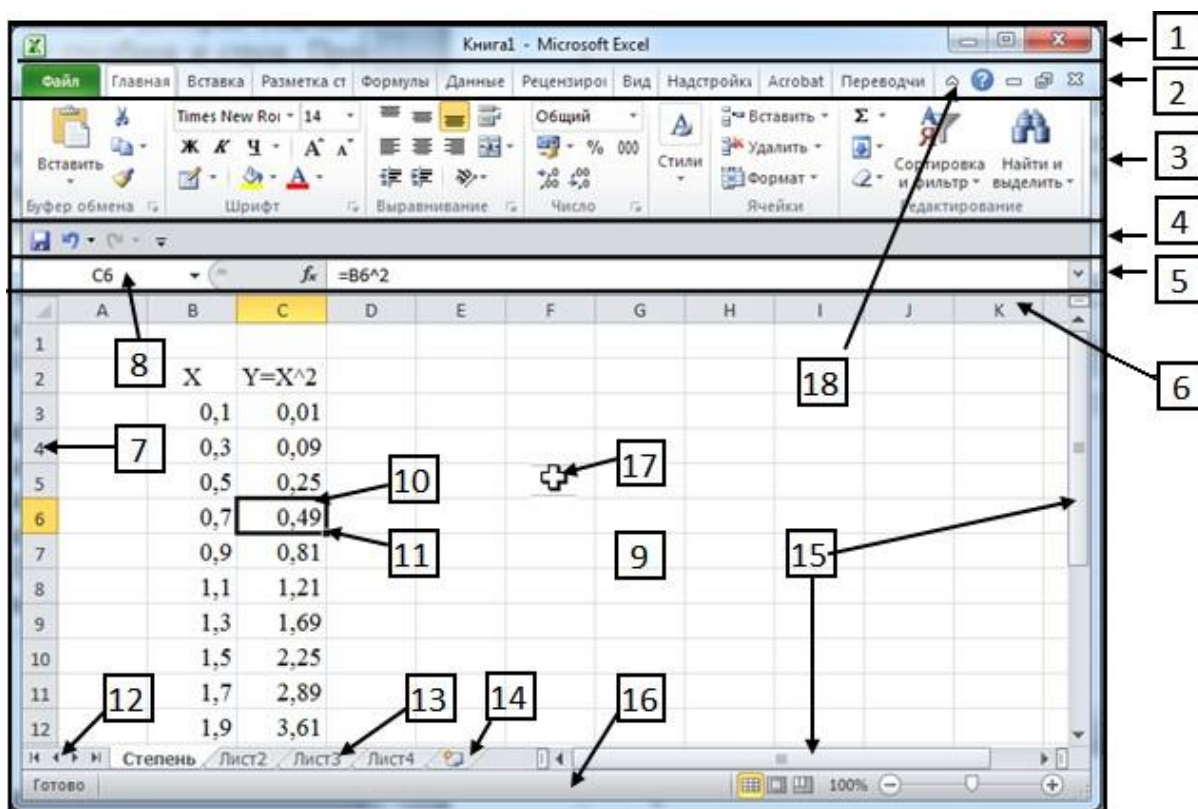 Книга1 - Microsoft Excel
1
Файл Главная Вставка Разметка ст Формулы Данные Рецензиров Вид Надстройки Acrobat Переводчи
2
Times New Roi 14 Общий Вставить Σ
Ж К Ч A A % 000 Удалить
Вставить Стили Формат Сортировка и фильтр Найти и выделить
3
Буфер обмена Шрифт Выравнивание Число Ячейки Редактирование
4
C6 fx =B6^2
5
A B C D E F G H I J K
1
8 18 6
2 X Y=X^2
3 0,1 0,01
4 7 0,3 0,09
5 0,5 0,25 10 17
6 0,7 0,49
7 0,9 0,81 11 9 15
8 1,1 1,21
9 1,3 1,69
10 1,5 2,25
11 1,7 2,89
12 13 14 16
12 1,9 3,61
Степень Лист2 Лист3 Лист4
Готово 100%